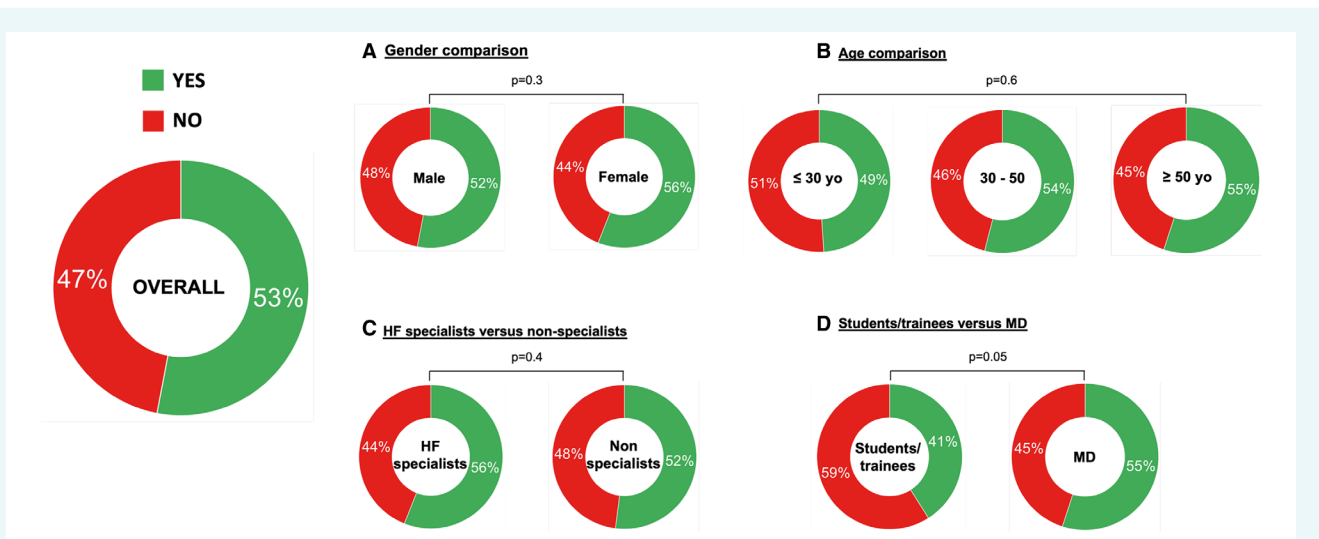 YES
NO
OVERALL
47%
53%
A Gender comparison
p=0.3
Male
48%
52%
Female
44%
56%
B Age comparison
p=0.6
≤ 30 yo
51%
49%
30 - 50
46%
54%
≥ 50 yo
45%
55%
C HF specialists versus non-specialists
p=0.4
HF
specialists
44%
56%
Non
specialists
48%
52%
D Students/trainees versus MD
p=0.05
Students/
trainees
59%
41%
MD
45%
55%